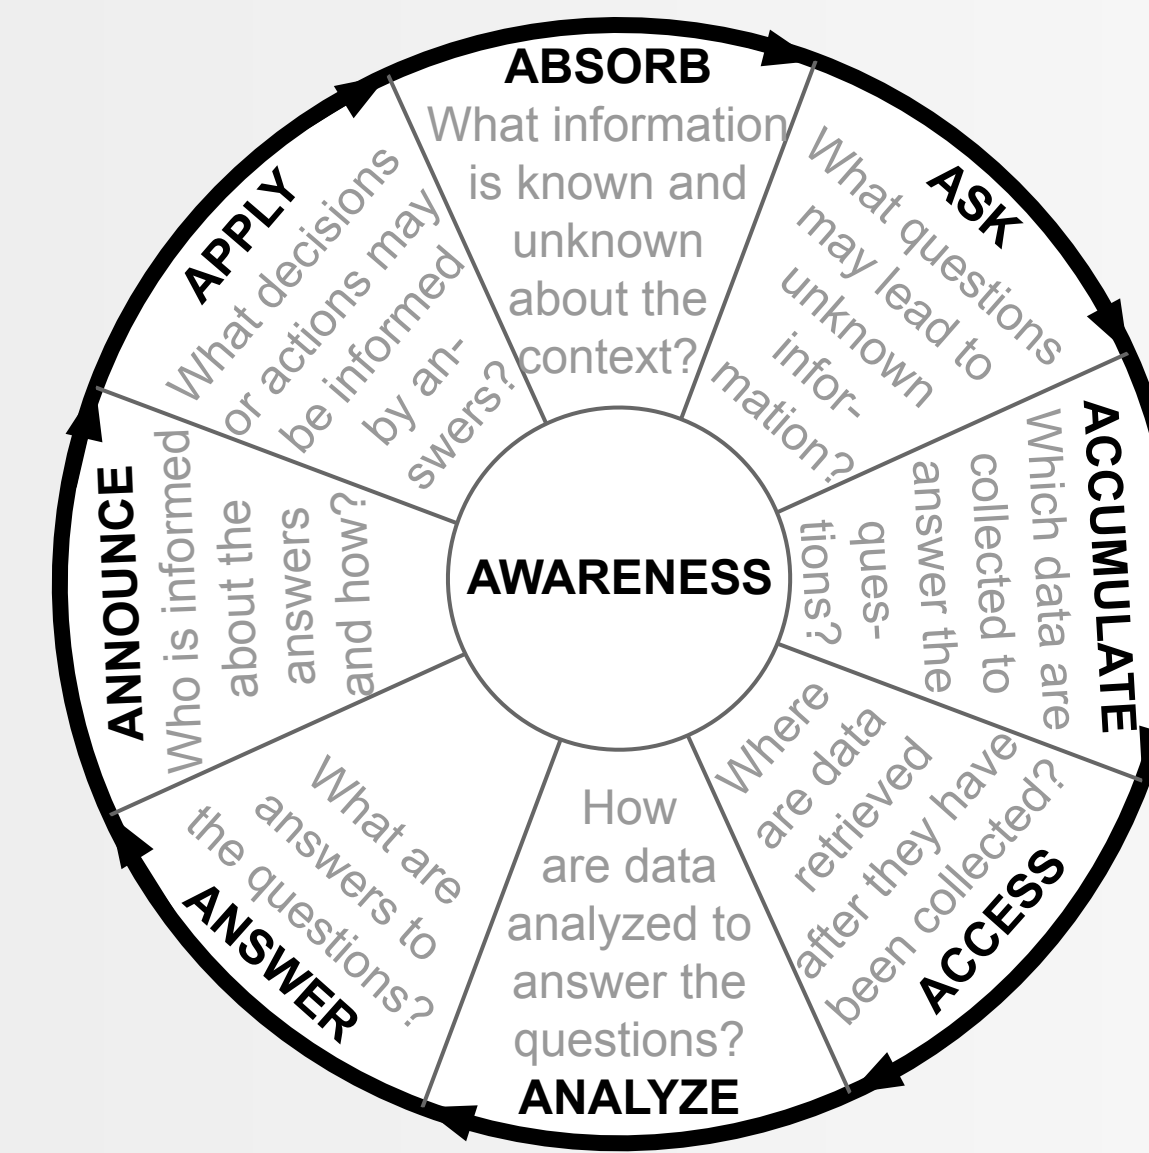 ABSORB
What information
is known and
unknown
about the
context?
ASK
What questions
may lead to
unknown
infor-
mation?
ACCUMULATE
Which data are
collected to
answer the
ques-
tions?
ACCESS
Where
are data
retrieved
after they have
been collected?
ANALYZE
How
are data
analyzed to
answer the
questions?
ANSWER
What are
answers to
the questions?
ANNOUNCE
Who is informed
about the
answers
and how?
APPLY
What decisions
or actions may
be informed
by an-
swers?
AWARENESS